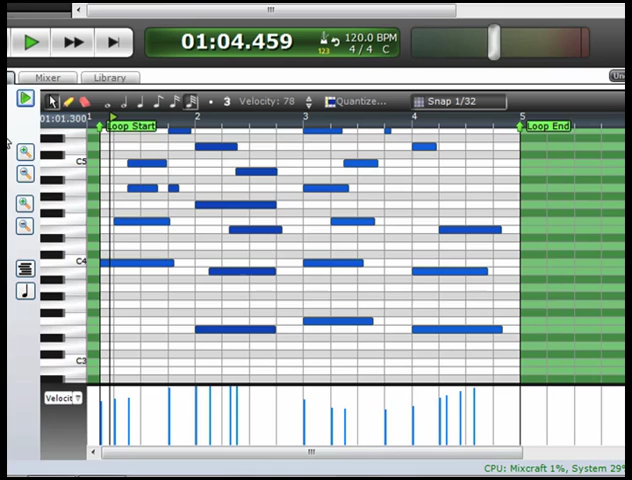 01:04.459
123
120.0 BPM
4 / 4 C
Mixer
Library
Un
3 Velocity: 78
Quantize...
Snap 1/32
01:01.300
1 2 3 4 5
Loop Start
Loop End
C5
C4
C3
Velocit
CPU: Mixcraft 1%, System 29%